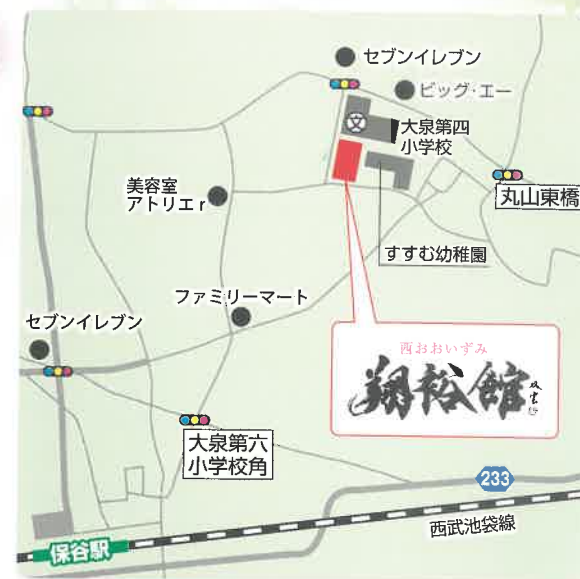 セブンイレブン
ビッグ・エー
文
大泉第四
小学校
丸山東橋
美容室
アトリエr
すすむ幼稚園
ファミリーマート
セブンイレブン
西おおいずみ
翔裕館
大泉第六
小学校角
233
西武池袋線
保谷駅